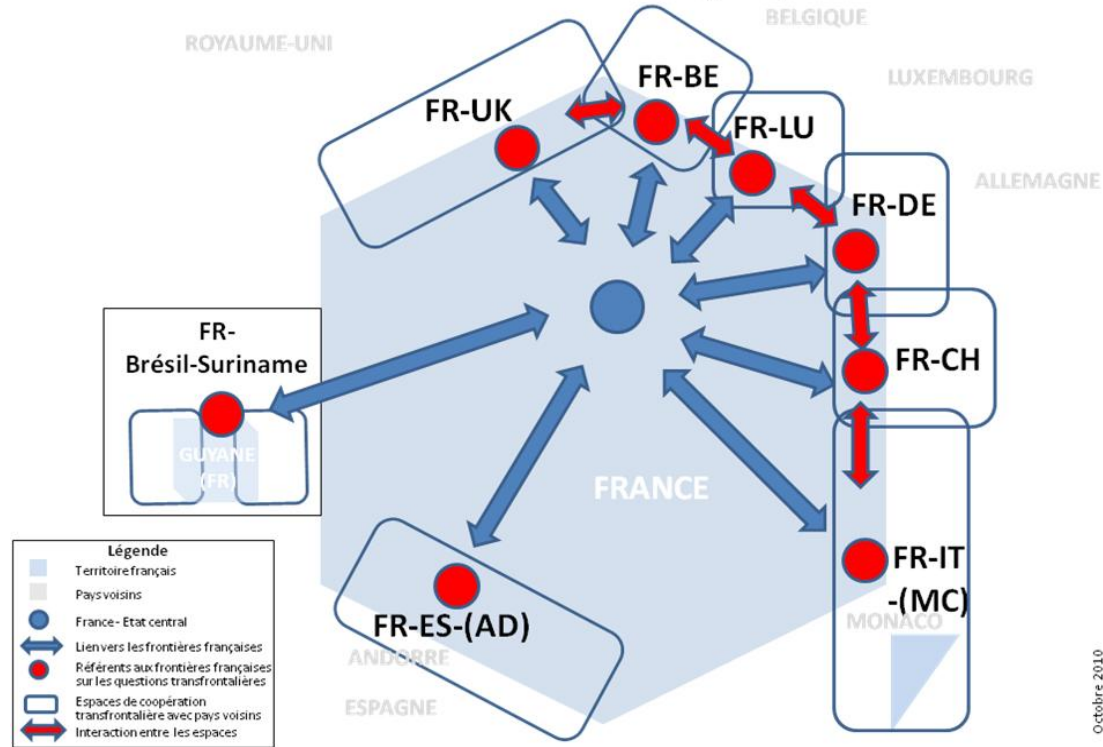 BELGIQUE
ROYAUME-UNI
LUXEMBOURG
FR-BE
FR-UK
FR-LU
ALLEMAGNE
FR-DE
FR-
Brésil-Suriname
FR-CH
GUYANE
(FR)
FRANCE
FR-IT
-(MC)
MONACO
FR-ES-(AD)
ANDORRE
ESPAGNE
Légende
Territoire français
Pays voisins
France - Etat central
Lien vers les frontières françaises
Référents aux frontières françaises
sur les questions transfrontalières
Espaces de coopération
transfrontalière avec pays voisins
Interaction entre les espaces
Octobre 2010